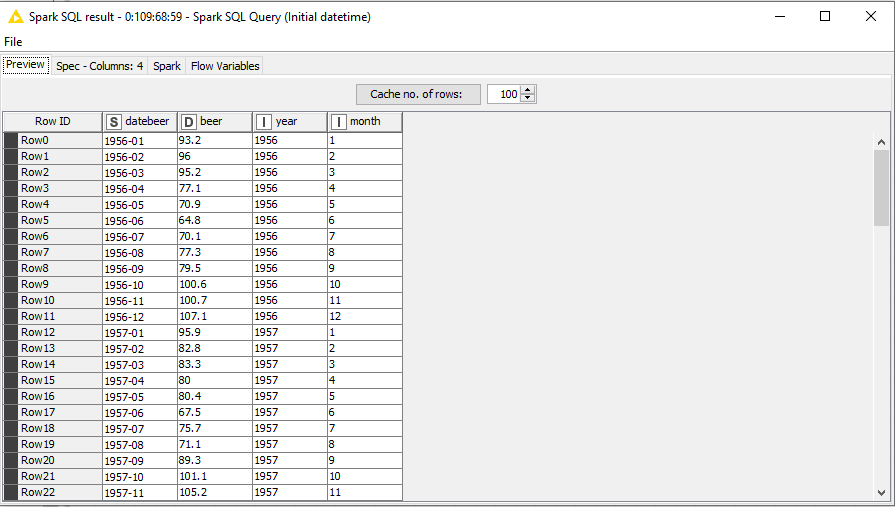 Spark SQL result - 0:109:68:59 - Spark SQL Query (Initial datetime)
File
Preview Spec - Columns: 4 Spark Flow Variables
Cache no. of rows: 100
Row ID S datebeer D beer I year I month
Row0 1956-01 93.2 1956 1
Row1 1956-02 96 1956 2
Row2 1956-03 95.2 1956 3
Row3 1956-04 77.1 1956 4
Row4 1956-05 70.9 1956 5
Row5 1956-06 64.8 1956 6
Row6 1956-07 70.1 1956 7
Row7 1956-08 77.3 1956 8
Row8 1956-09 79.5 1956 9
Row9 1956-10 100.6 1956 10
Row10 1956-11 100.7 1956 11
Row11 1956-12 107.1 1956 12
Row12 1957-01 95.9 1957 1
Row13 1957-02 82.8 1957 2
Row14 1957-03 83.3 1957 3
Row15 1957-04 80 1957 4
Row16 1957-05 80.4 1957 5
Row17 1957-06 67.5 1957 6
Row18 1957-07 75.7 1957 7
Row19 1957-08 71.1 1957 8
Row20 1957-09 89.3 1957 9
Row21 1957-10 101.1 1957 10
Row22 1957-11 105.2 1957 11